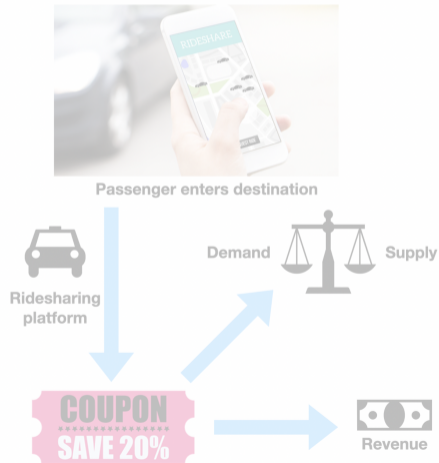 RIDESHARE
Passenger enters destination
Demand
Supply
Ridesharing
platform
COUPON
SAVE 20%
Revenue